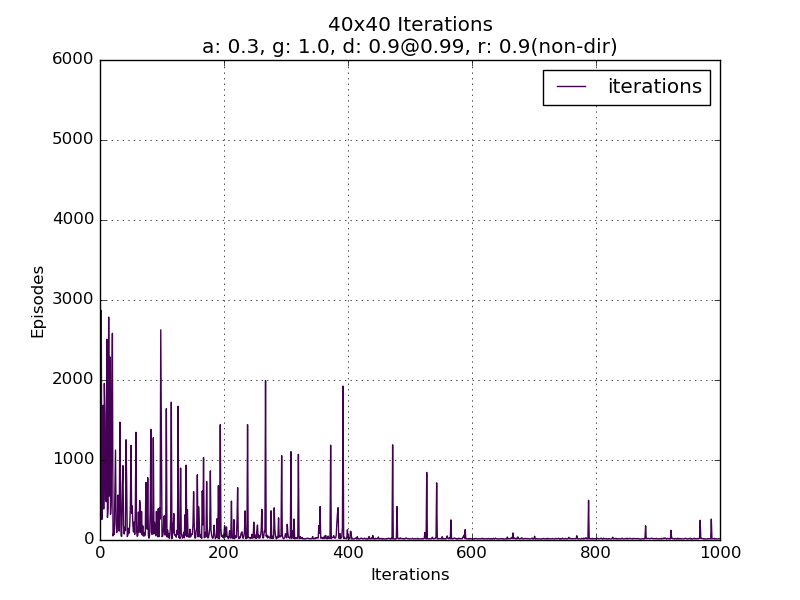 40x40 Iterations
a: 0.3, g: 1.0, d: 0.9@0.99, r: 0.9(non-dir)
iterations
6000
5000
4000
3000
2000
1000
0
Episodes
0 200 400 600 800 1000
Iterations